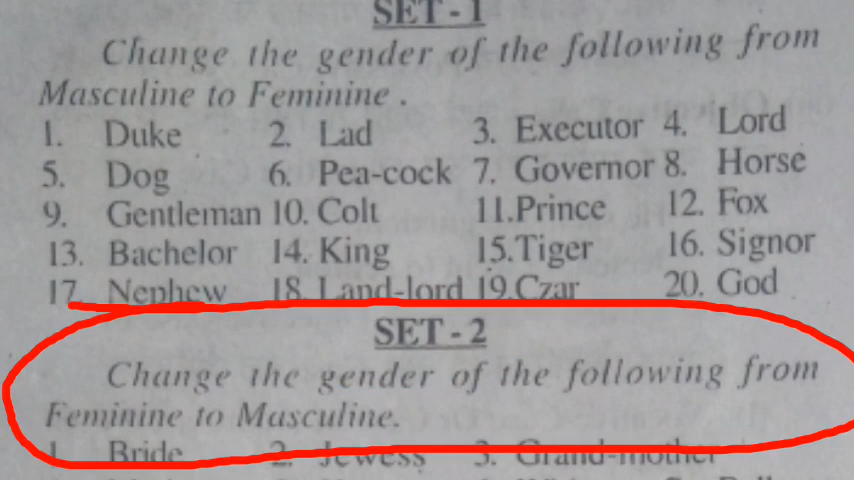 SET - 1
Change the gender of the following from
Masculine to Feminine .
1. Duke 2. Lad 3. Executor 4. Lord
5. Dog 6. Pea-cock 7. Governor 8. Horse
9. Gentleman 10. Colt 11.Prince 12. Fox
13. Bachelor 14. King 15.Tiger 16. Signor
17. Nephew 18. Land-lord 19.Czar 20. God
SET - 2
Change the gender of the following from
Feminine to Masculine.
1. Bride 2. Jewess 3. Grand-mother